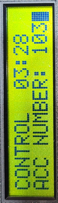 CONTROL 03:28
ACC NUMBER: 103